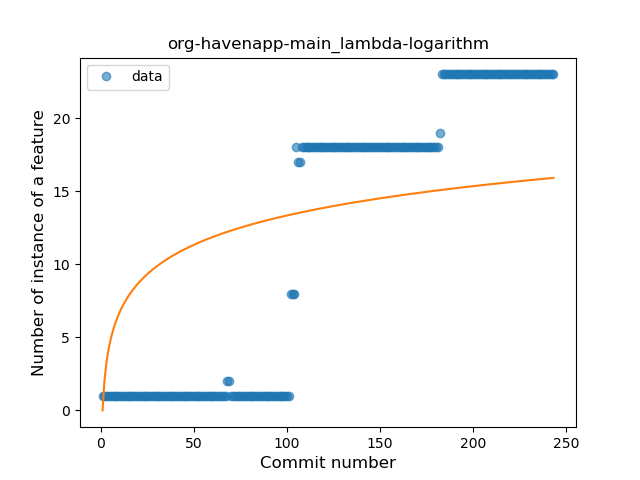 org-havenapp-main_lambda-logarithm
data
Number of instance of a feature
20
15
10
5
0
0 50 100 150 200 250
Commit number